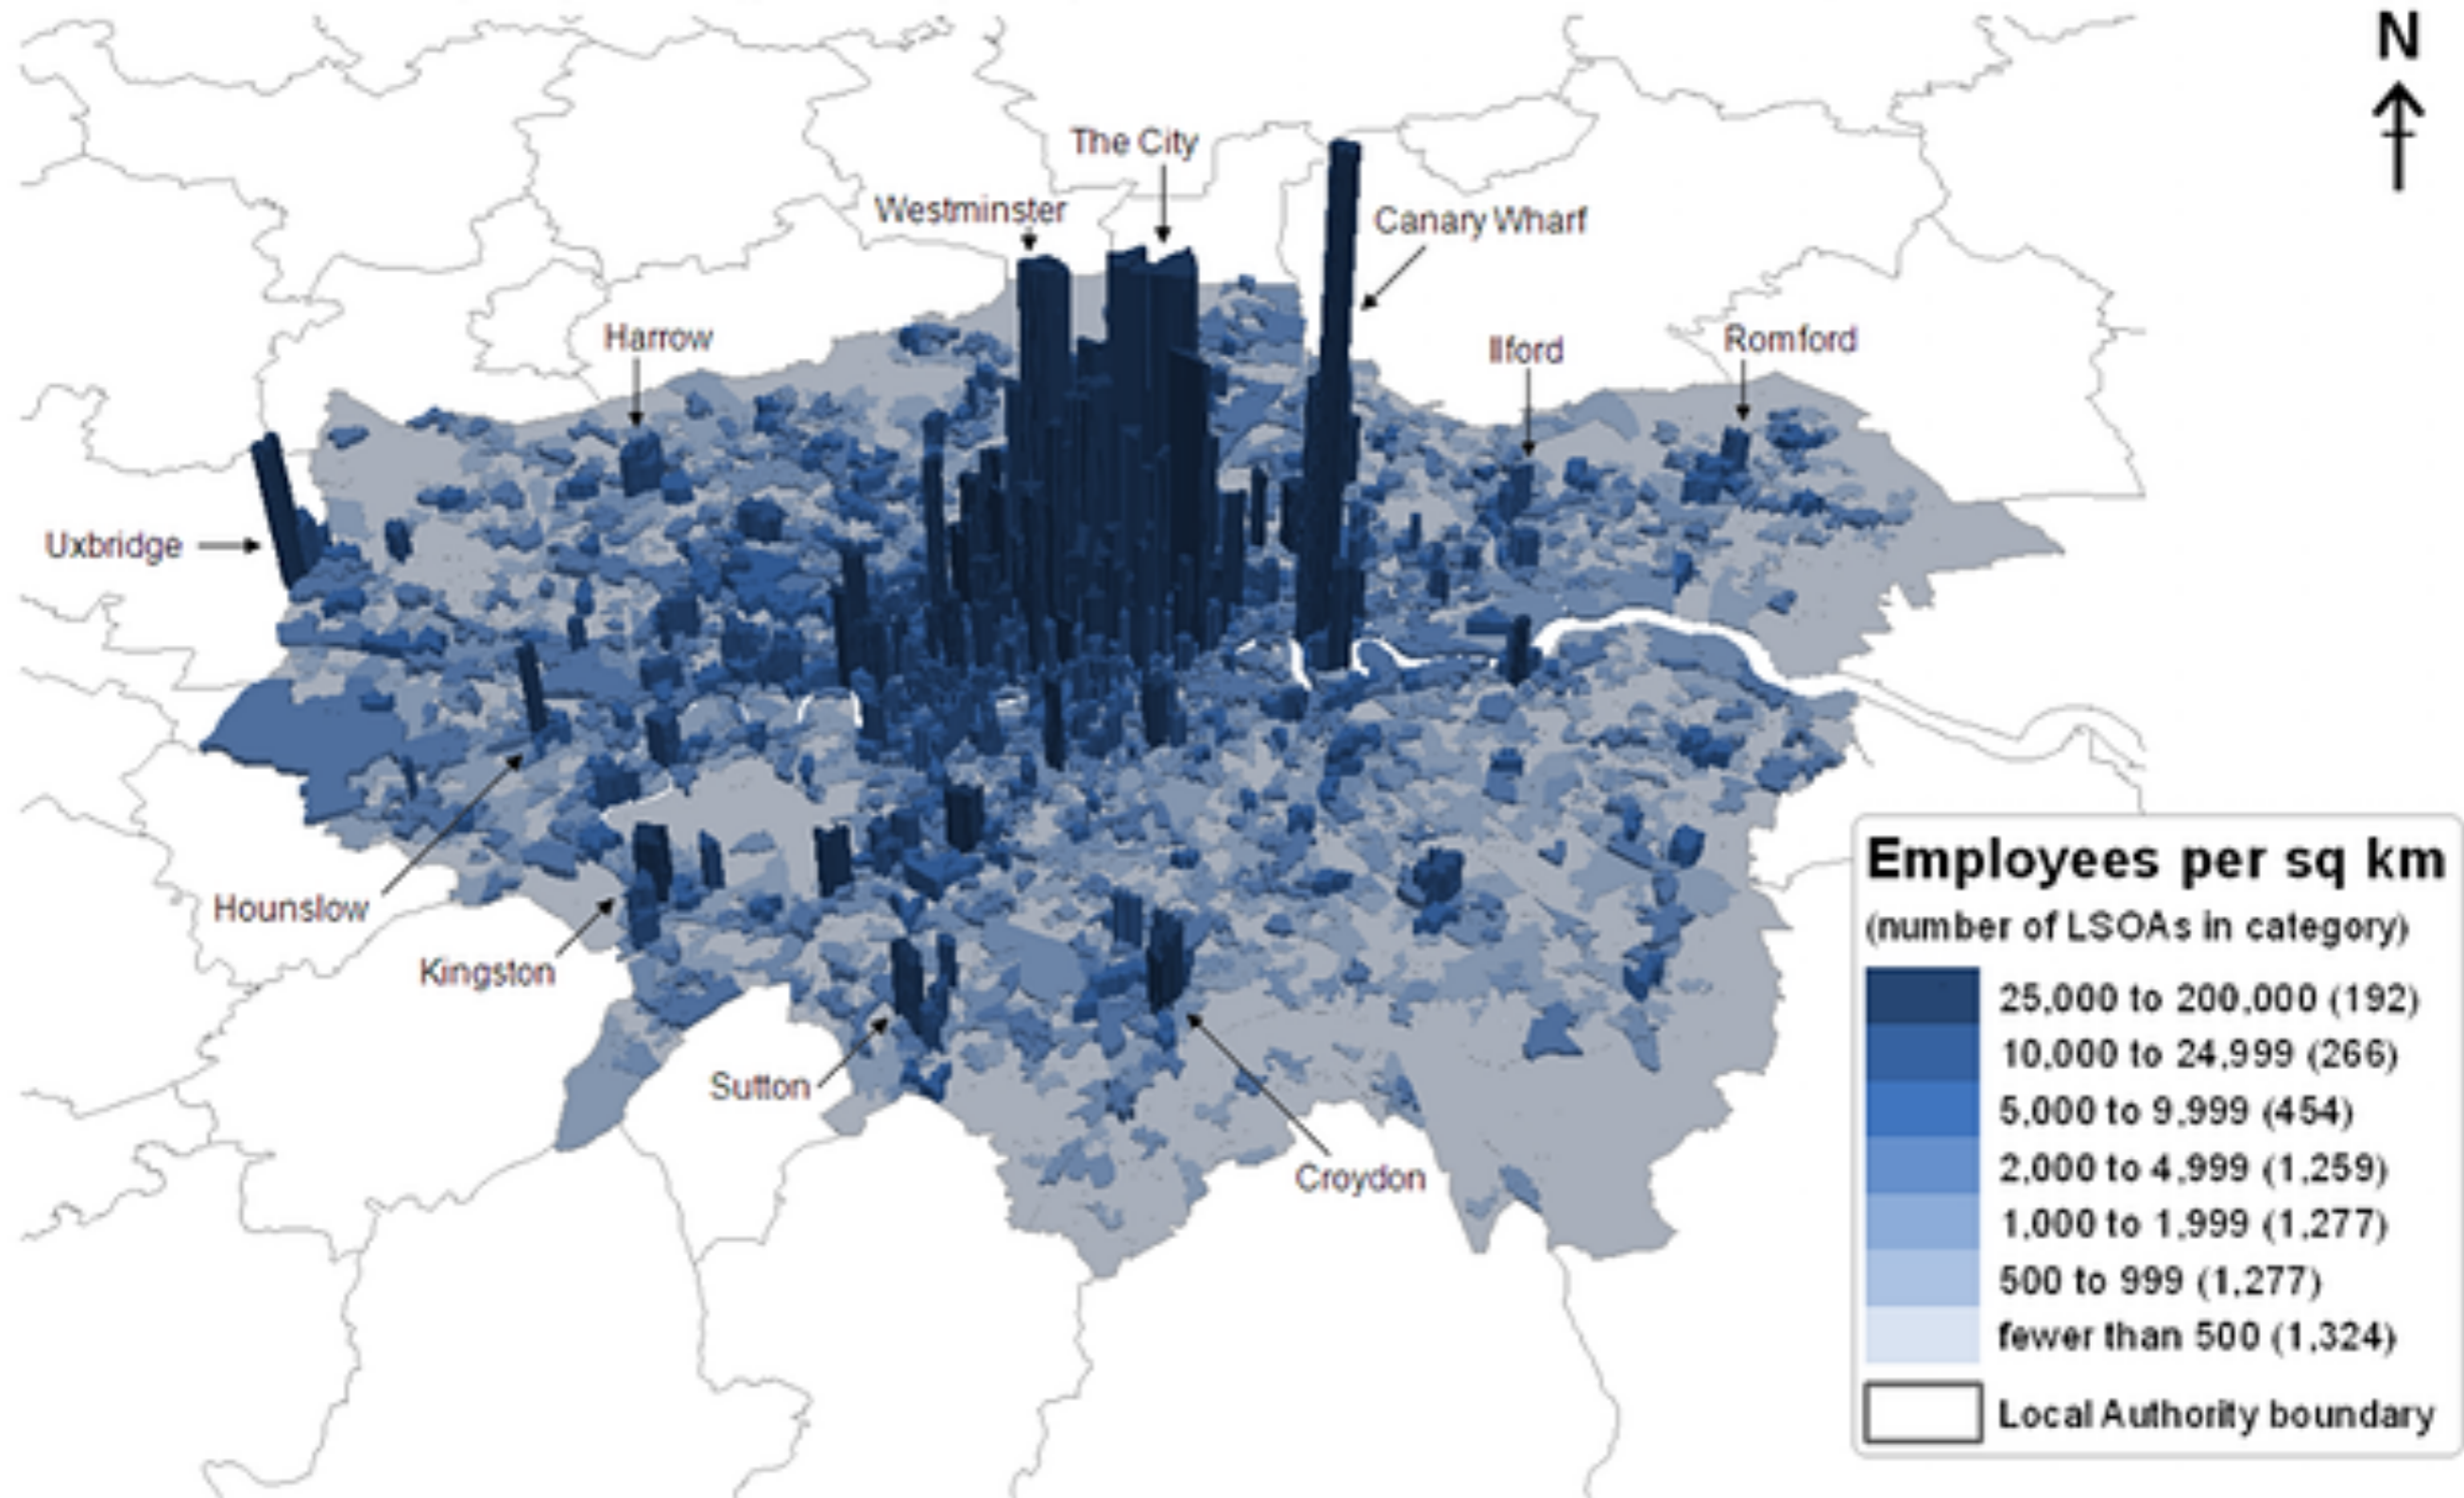 N
The City
Westminster
Canary Wharf
Harrow
Ilford
Romford
Uxbridge
Hounslow
Kingston
Sutton
Croydon
Employees per sq km
(number of LSOAs in category)
25,000 to 200,000 (192)
10,000 to 24,999 (266)
5,000 to 9,999 (454)
2,000 to 4,999 (1,259)
1,000 to 1,999 (1,277)
500 to 999 (1,277)
fewer than 500 (1,324)
Local Authority boundary